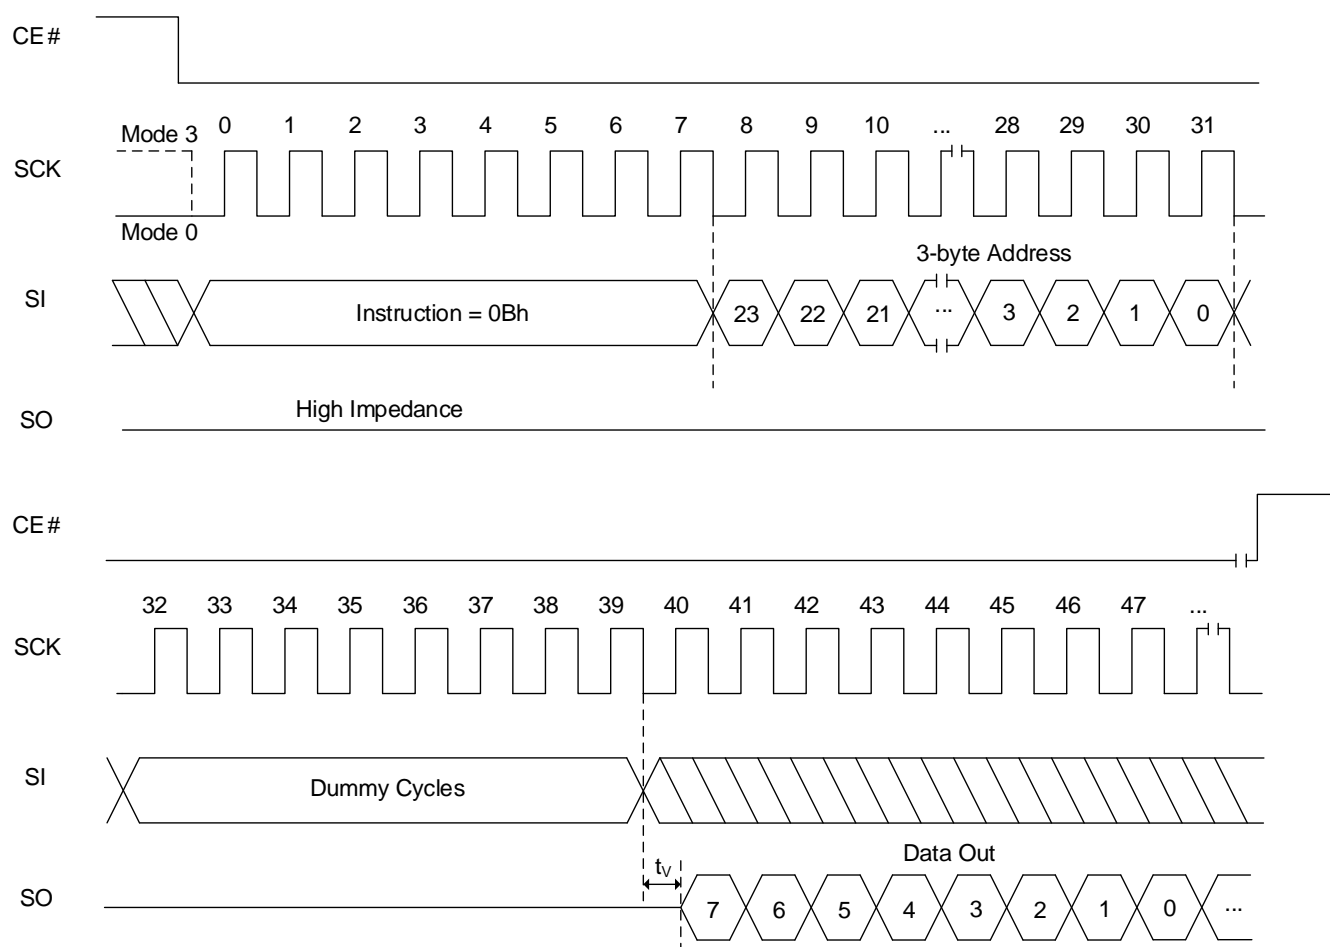 CE#
Mode 3 0 1 2 3 4 5 6 7 8 9 10 ... 28 29 30 31
SCK
Mode 0
3-byte Address
SI Instruction = 0Bh 23 22 21 ... 3 2 1 0
High Impedance
SO
CE#
32 33 34 35 36 37 38 39 40 41 42 43 44 45 46 47 ...
SCK
SI Dummy Cycles
Data Out
tV
SO 7 6 5 4 3 2 1 0 ...